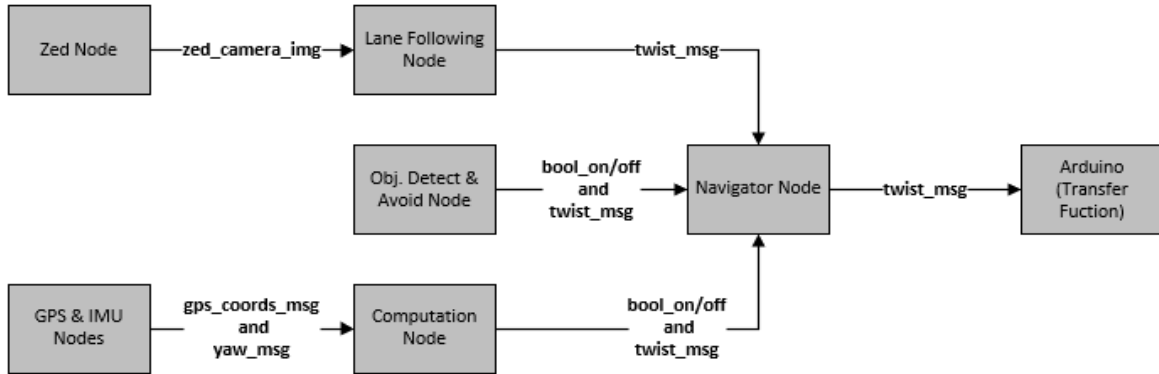 Zed Node
zed_camera_img
Lane Following
Node
twist_msg
Obj. Detect &
Avoid Node
bool_on/off
and
twist_msg
Navigator Node
twist_msg
Arduino
(Transfer
Fuction)
GPS & IMU
Nodes
gps_coords_msg
and
yaw_msg
Computation
Node
bool_on/off
and
twist_msg